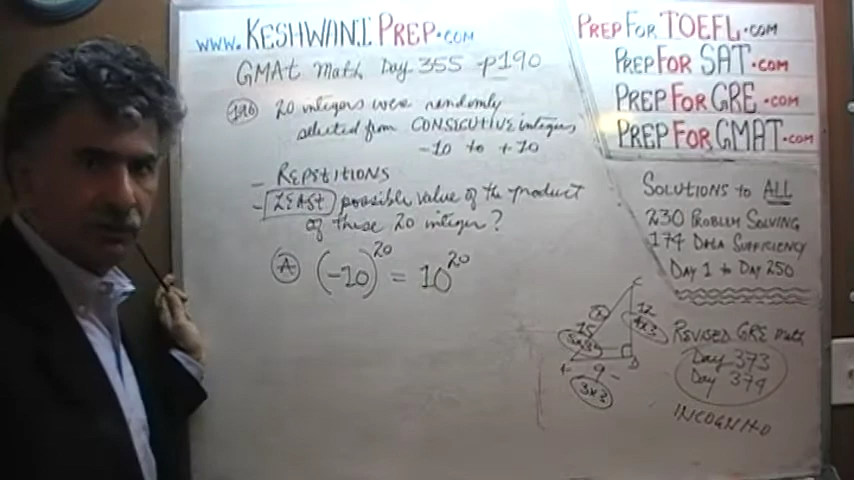 www.KESHWANI PREP.COM
GMAt Math Day 355 -p190
20 integers were randomly
selected from CONSECUTIVE integers
-10 to +10
- REPETITIONS
- LEAST possible value of the product
of these 20 integer?
A (-10)^20 = 10^20
PREP FOR TOEFL.COM
PREP FOR SAT.COM
PREP FOR GRE.COM
PREP FOR GMAT.COM
SOLUTIONS to ALL
230 PROBLEM SOLVING
174 DATA SUFFICIENCY
DAY 1 to DAY 250
C
12
4x3
15
D
9
3x3
REVISED GRE Math
Day 373
Day 374
INCOGNITO